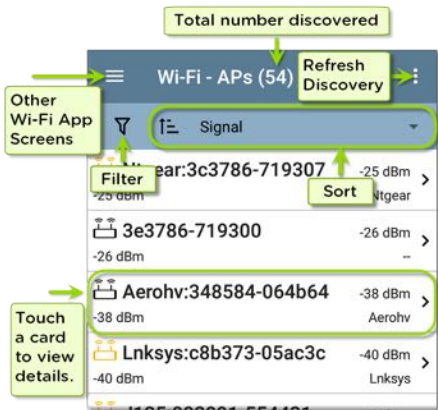 Total number discovered
Wi-Fi - APs (54)
Refresh
Discovery
Other
Wi-Fi App
Screens
Signal
Filter
Sort
ear:3c3786-719307
-25 dBm
-25 dBm
Ntgear
3e3786-719300
-26 dBm
-26 dBm
--
Aerohv:348584-064b64
-38 dBm
-38 dBm
Aerohv
Touch
a card
to view
details.
Lnksys:c8b373-05ac3c
-40 dBm
-40 dBm
Lnksys